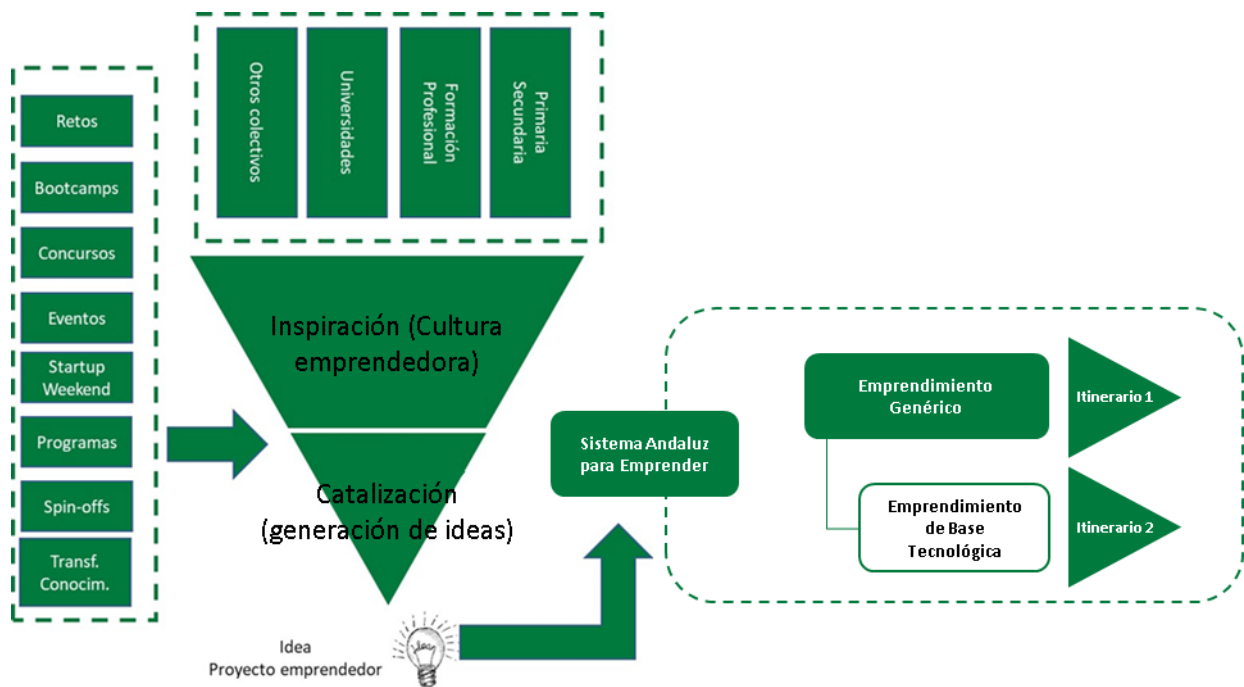 Otros colectivos
Universidades
Formación
Profesional
Primaria
Secundaria
Retos
Bootcamps
Concursos
Eventos
Startup
Weekend
Programas
Spin-offs
Transf.
Conocim.
Inspiración (Cultura
emprendedora)
Catalización
(generación de ideas)
Idea
Proyecto emprendedor
Idea
Sistema Andaluz
para Emprender
Emprendimiento
Genérico
Itinerario 1
Emprendimiento
de Base
Tecnológica
Itinerario 2